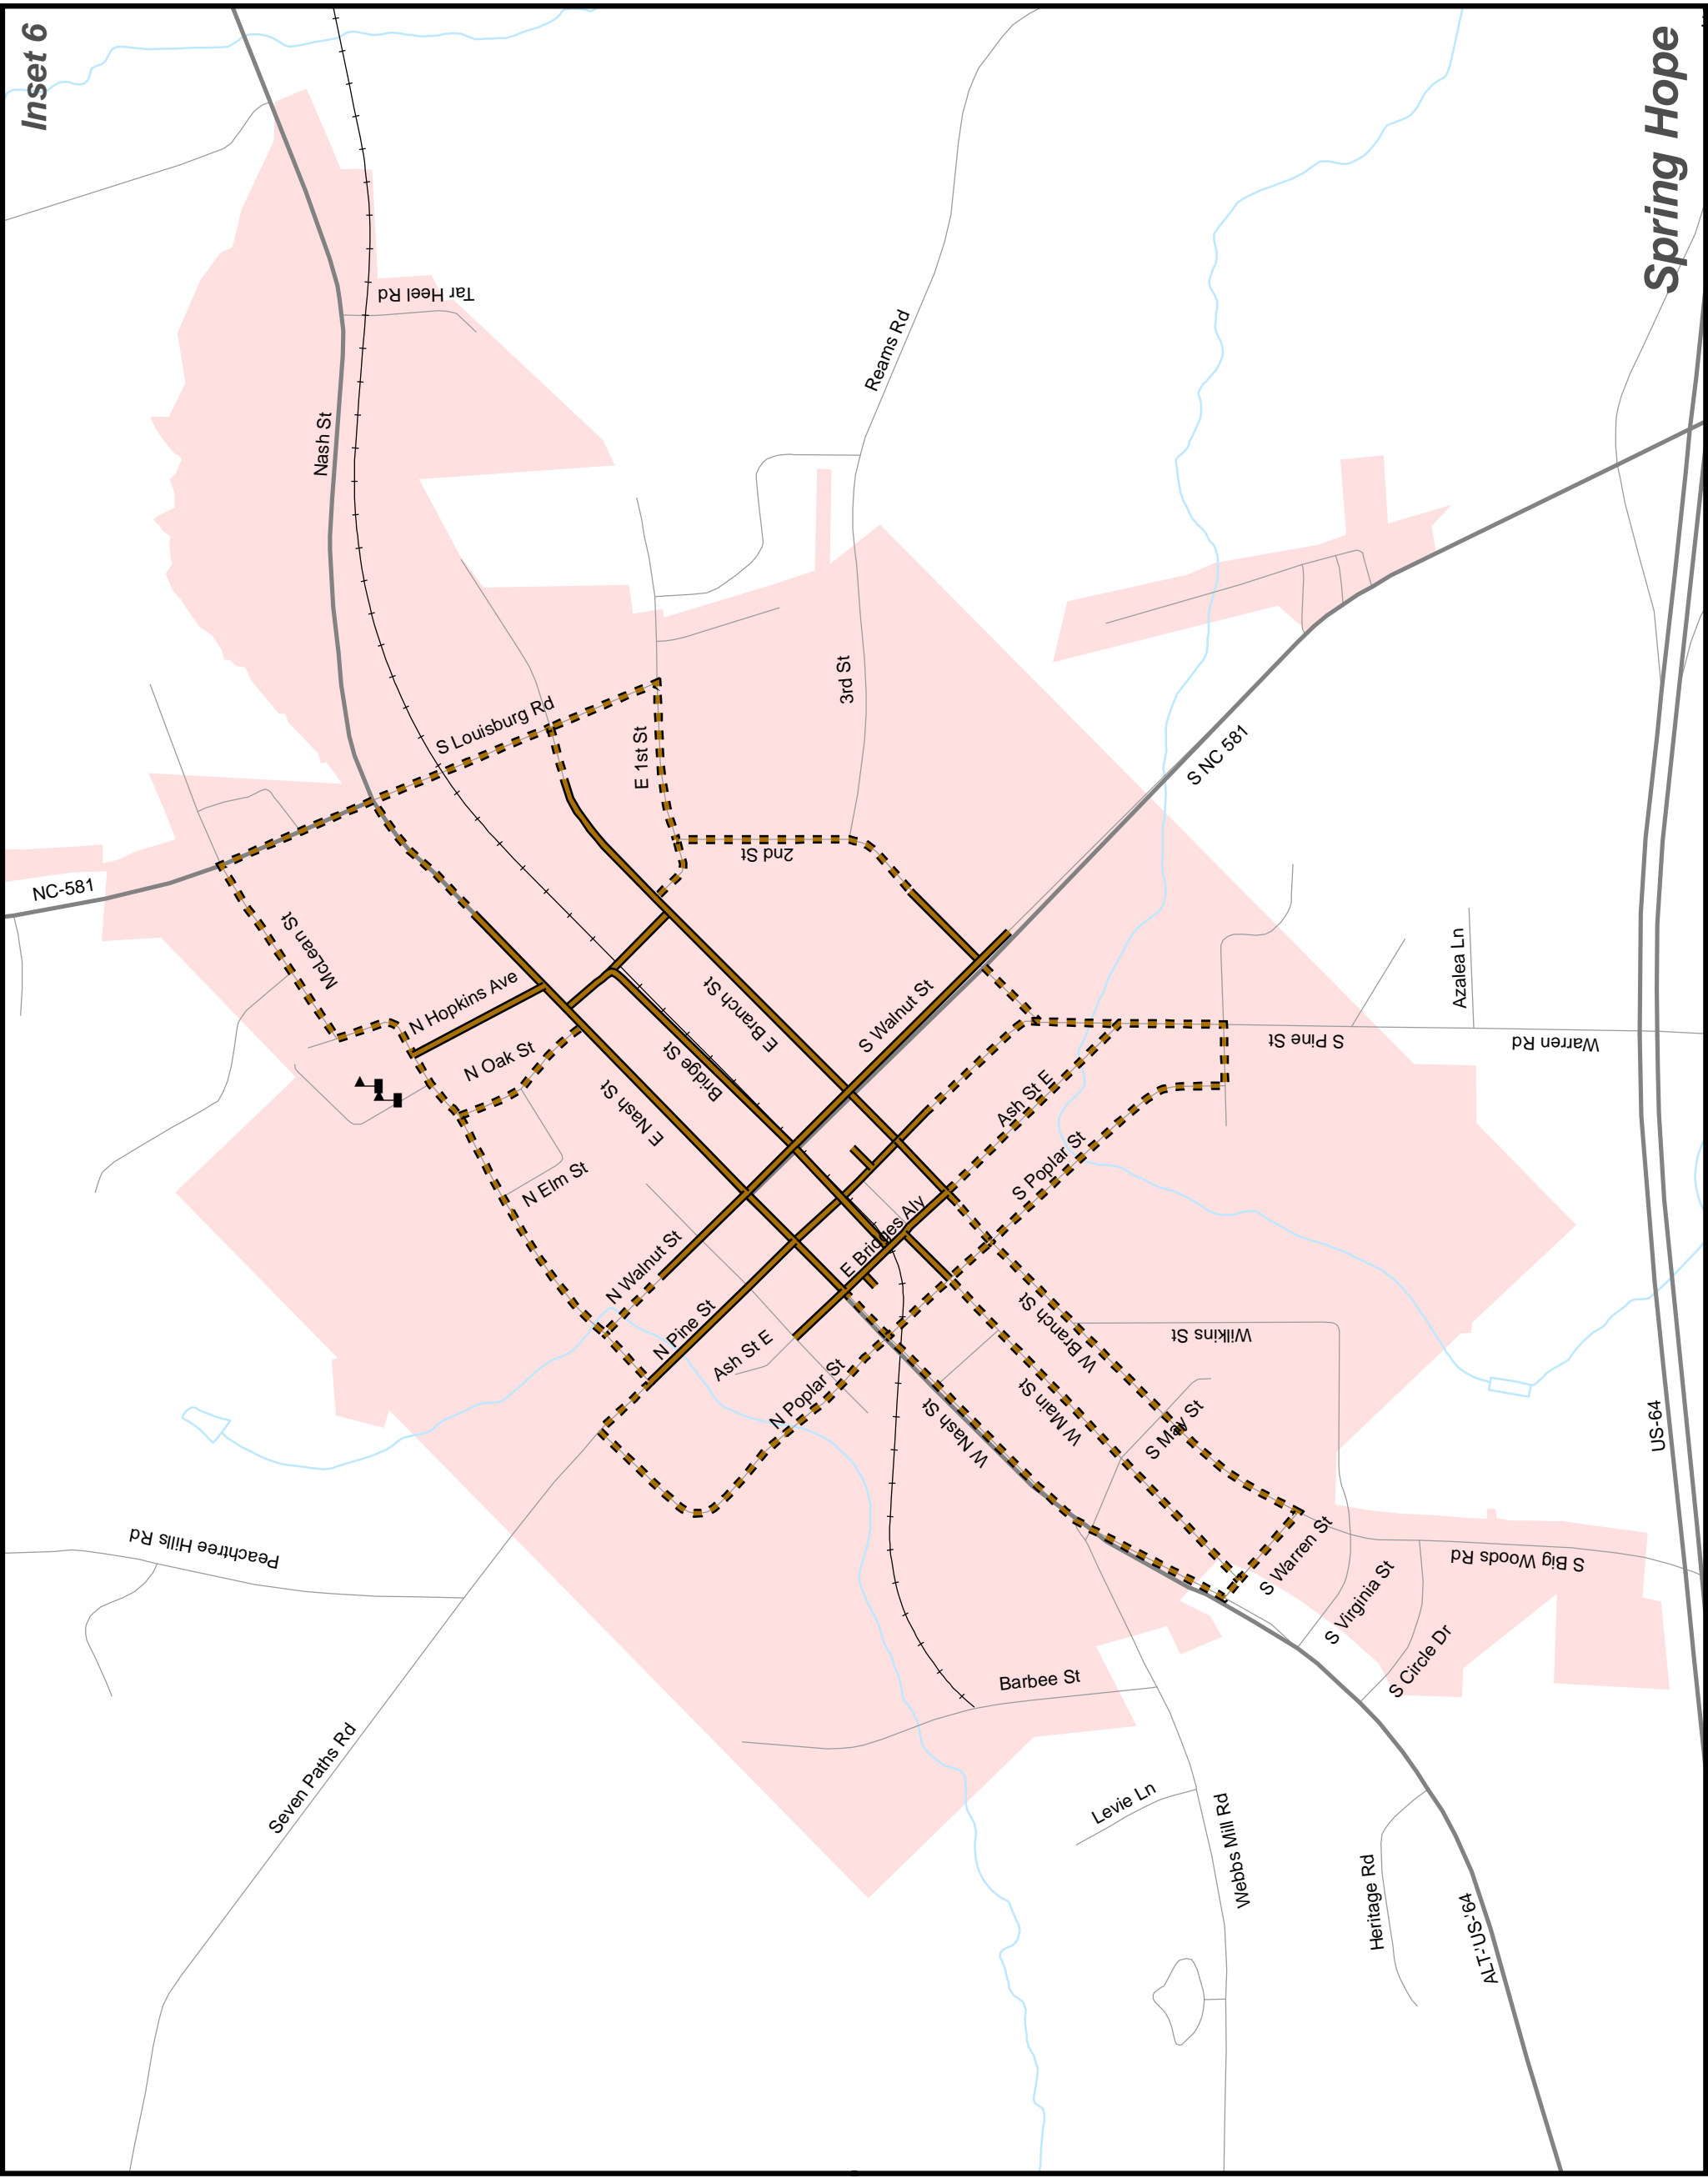 Inset 6
Spring Hope
Tar Heel Rd
Nash St
Reams Rd
3rd St
S Louisburg Rd
E 1st St
2nd St
S NC 581
NC-581
McLean St
N Hopkins Ave
N Oak St
E Branch St
Bridge St
E Nash St
S Walnut St
Azalea Ln
S Pine St
Warren Rd
Ash St E
S Poplar St
N Elm St
E Bridges Aly
N Walnut St
N Pine St
Ash St E
N Poplar St
W Branch St
Wilkins St
W Main St
W Nash St
S May St
US-64
Peachtree Hills Rd
S Warren St
S Big Woods Rd
S Virginia St
S Circle Dr
Barbee St
Seven Paths Rd
Levie Ln
Webbs Mill Rd
Heritage Rd
ALT-'US-'64